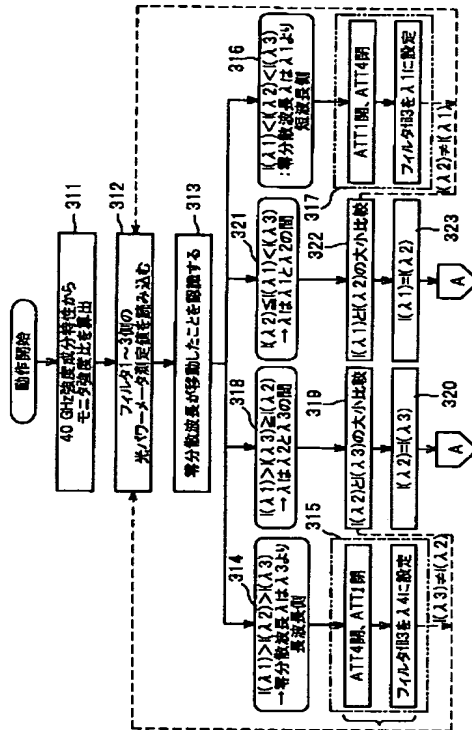 動作開始
311
40GHz強度成分特性から
モニタ強度比を算出
312
フィルタ1~3側の
光パワーメータ測定値を読み込む
313
零分散波長が移動したことを認識する
314
I(λ1)>I(λ2)>I(λ3)
→零分散波長λはλ3より
長波長側
318
I(λ1)>I(λ3)≧I(λ2)
→λはλ2とλ3の間
321
I(λ2)≦I(λ1)<I(λ3)
→λはλ1とλ2の間
316
I(λ1)<I(λ2)<I(λ3)
:零分散波長λはλ1より
短波長側
315
ATT4開、ATT1閉
フィルタ部3をλ4に設定
I(λ3)≠I(λ2)
319
I(λ2)とI(λ3)の大小比較
320
I(λ2)=I(λ3)
A
322
I(λ1)とI(λ2)の大小比較
323
I(λ1)=I(λ2)
A
317
ATT1開、ATT4閉
フィルタ部3をλ1に設定
I(λ2)≠I(λ1)